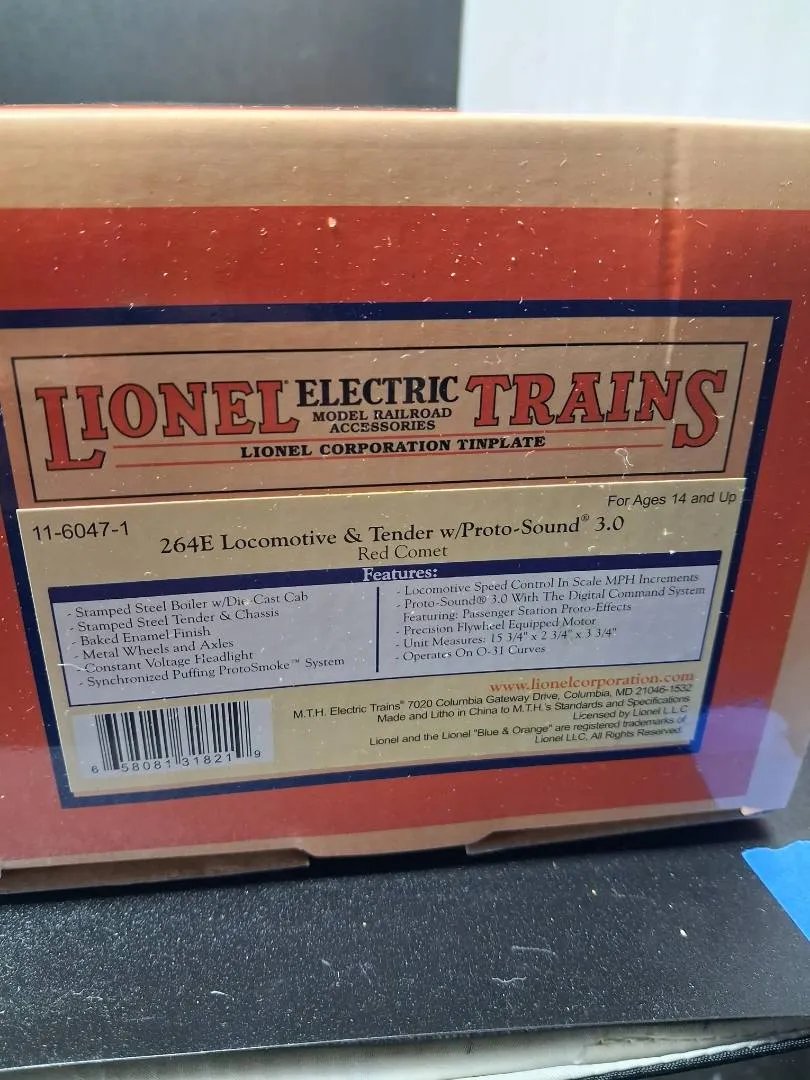 LIONEL ELECTRIC TRAINS
MODEL RAILROAD
ACCESSORIES
LIONEL CORPORATION TINPLATE
For Ages 14 and Up
11-6047-1
264E Locomotive & Tender w/Proto-Sound® 3.0
Red Comet
Features:
- Stamped Steel Boiler w/Die-Cast Cab
- Stamped Steel Tender & Chassis
- Baked Enamel Finish
- Metal Wheels and Axles
- Constant Voltage Headlight
- Synchronized Puffing ProtoSmoke™ System
- Locomotive Speed Control In Scale MPH Increments
- Proto-Sound® 3.0 With The Digital Command System
Featuring: Passenger Station Proto-Effects
- Precision Flywheel Equipped Motor
- Unit Measures: 15 3/4" x 2 3/4" x 3 3/4"
- Operates On O-31 Curves
www.lionelcorporation.com
M.T.H. Electric Trains® 7020 Columbia Gateway Drive, Columbia, MD 21046-1532
Made and Litho in China to M.T.H.'s Standards and Specifications
Licensed by Lionel L.L.C
Lionel and the Lionel "Blue & Orange" are registered trademarks of
Lionel LLC, All Rights Reserved.
6 58081 31821 9